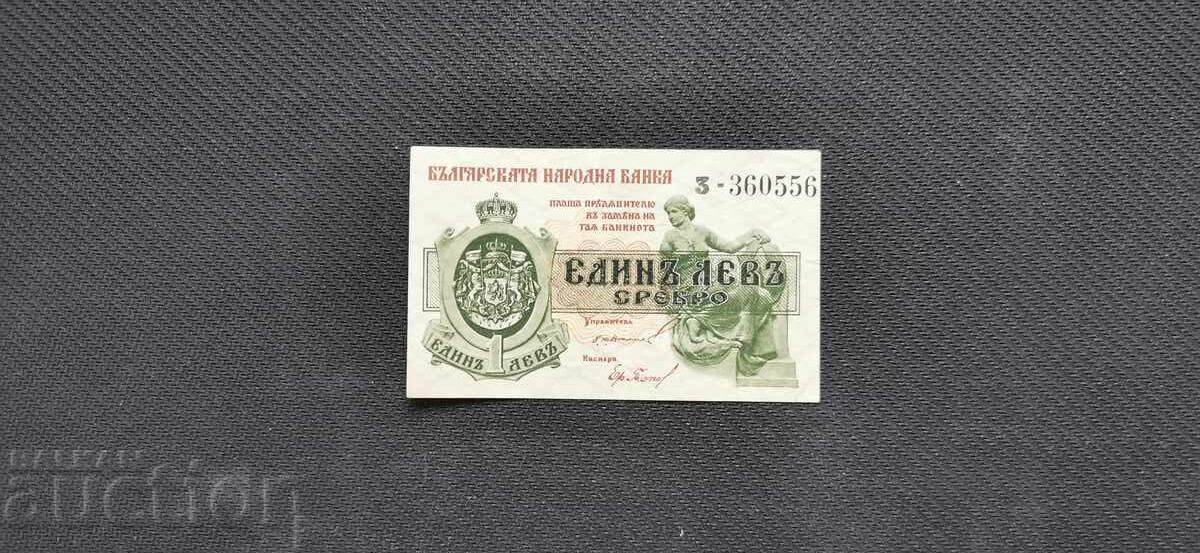 БЪЛГАРСКАТА НАРОДНА БАНКА
З-360556
ПЛАЩА ПРѢДЯВИТЕЛЮ
ВЪ ЗАМѢНА НА
ТАЯ БАНКНОТА
ЕДИНЪ ЛЕВЪ
СРЕБРО
Управитель
Касиеръ
ЕДИНЪ 1 ЛЕВЪ
auction